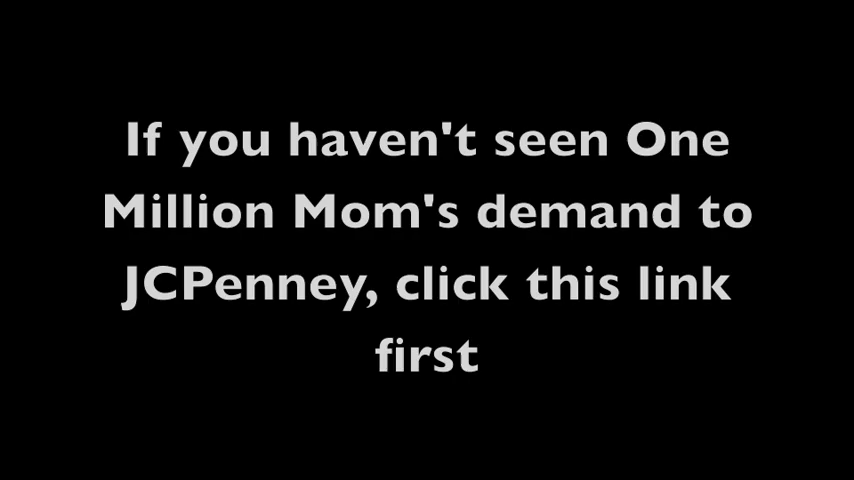 If you haven't seen One
Million Mom's demand to
JCPenney, click this link
first